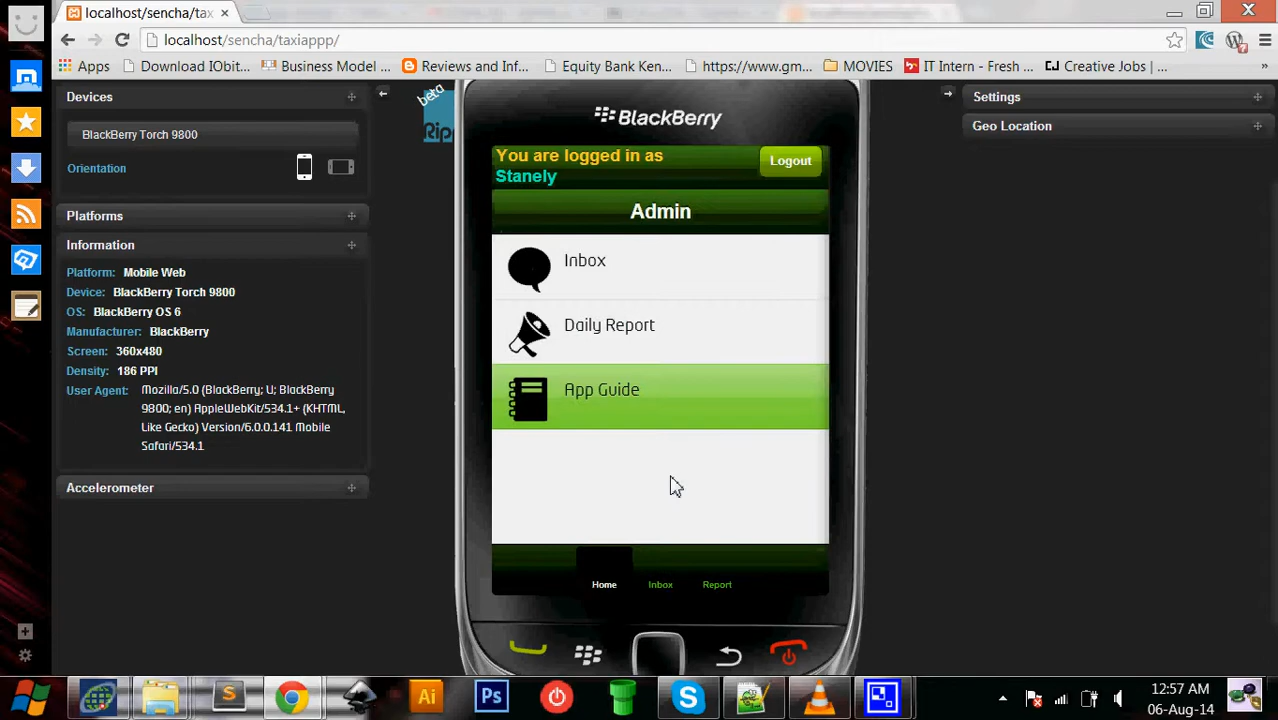 localhost/sencha/tax
localhost/sencha/taxiappp/
Apps Download IObit... Business Model ... Reviews and Inf... Equity Bank Ken... https://www.gm... MOVIES IT Intern - Fresh ... Creative Jobs | ... »
Devices
BlackBerry Torch 9800
Orientation
Platforms
Information
Platform: Mobile Web
Device: BlackBerry Torch 9800
OS: BlackBerry OS 6
Manufacturer: BlackBerry
Screen: 360x480
Density: 186 PPI
User Agent: Mozilla/5.0 (BlackBerry; U; BlackBerry
9800; en) AppleWebKit/534.1+ (KHTML,
Like Gecko) Version/6.0.0.141 Mobile
Safari/534.1
Accelerometer
beta
Rip
BlackBerry
You are logged in as
Stanely
Logout
Admin
Inbox
Daily Report
App Guide
Home Inbox Report
Settings
Geo Location
S Ai Ps
12:57 AM
06-Aug-14